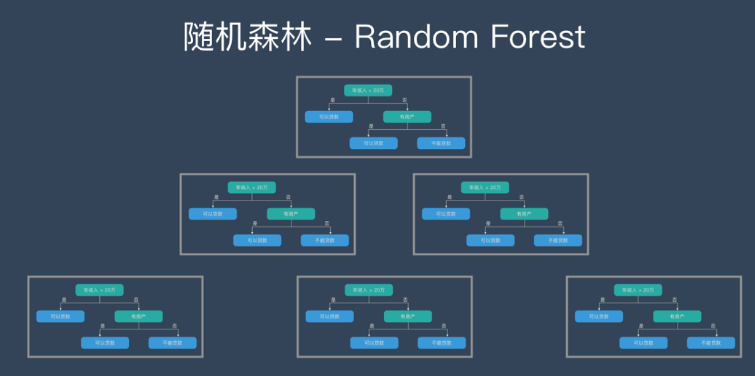 随机森林 – Random Forest
年收入 > 20万
是 否
可以贷款 有房产
是 否
可以贷款 不能贷款
年收入 > 20万 年收入 > 20万
是 否 是 否
可以贷款 有房产 可以贷款 有房产
是 否 是 否
可以贷款 不能贷款 可以贷款 不能贷款
年收入 > 20万 年收入 > 20万 年收入 > 20万
是 否 是 否 是 否
可以贷款 有房产 可以贷款 有房产 可以贷款 有房产
是 否 是 否 是 否
可以贷款 不能贷款 可以贷款 不能贷款 可以贷款 不能贷款